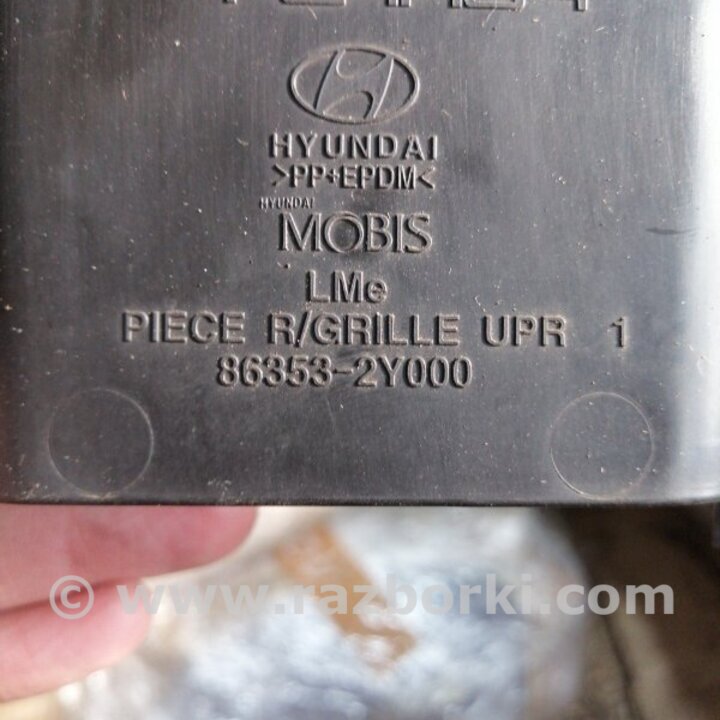 HYUNDAI
>PP+EPDM<
HYUNDAI
MOBIS
LMe
PIECE R/GRILLE UPR 1
86353-2Y000
© www.razborki.com